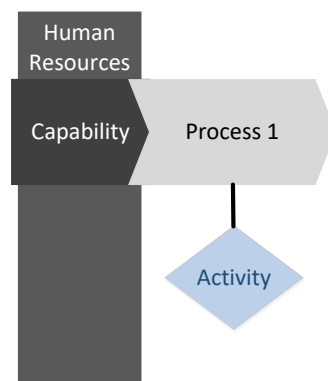 Human
Resources
Capability
Process 1
Activity